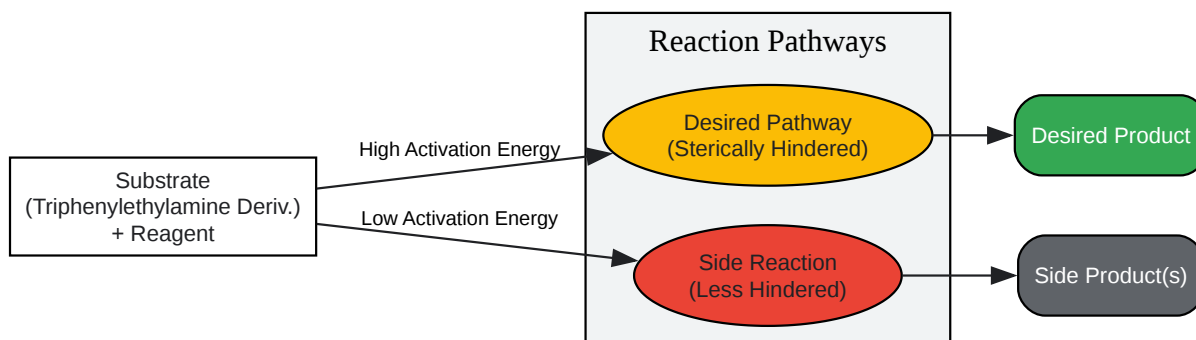 Reaction Pathways
Substrate
(Triphenylethylamine Deriv.)
+ Reagent
High Activation Energy
Low Activation Energy
Desired Pathway
(Sterically Hindered)
Side Reaction
(Less Hindered)
Desired Product
Side Product(s)